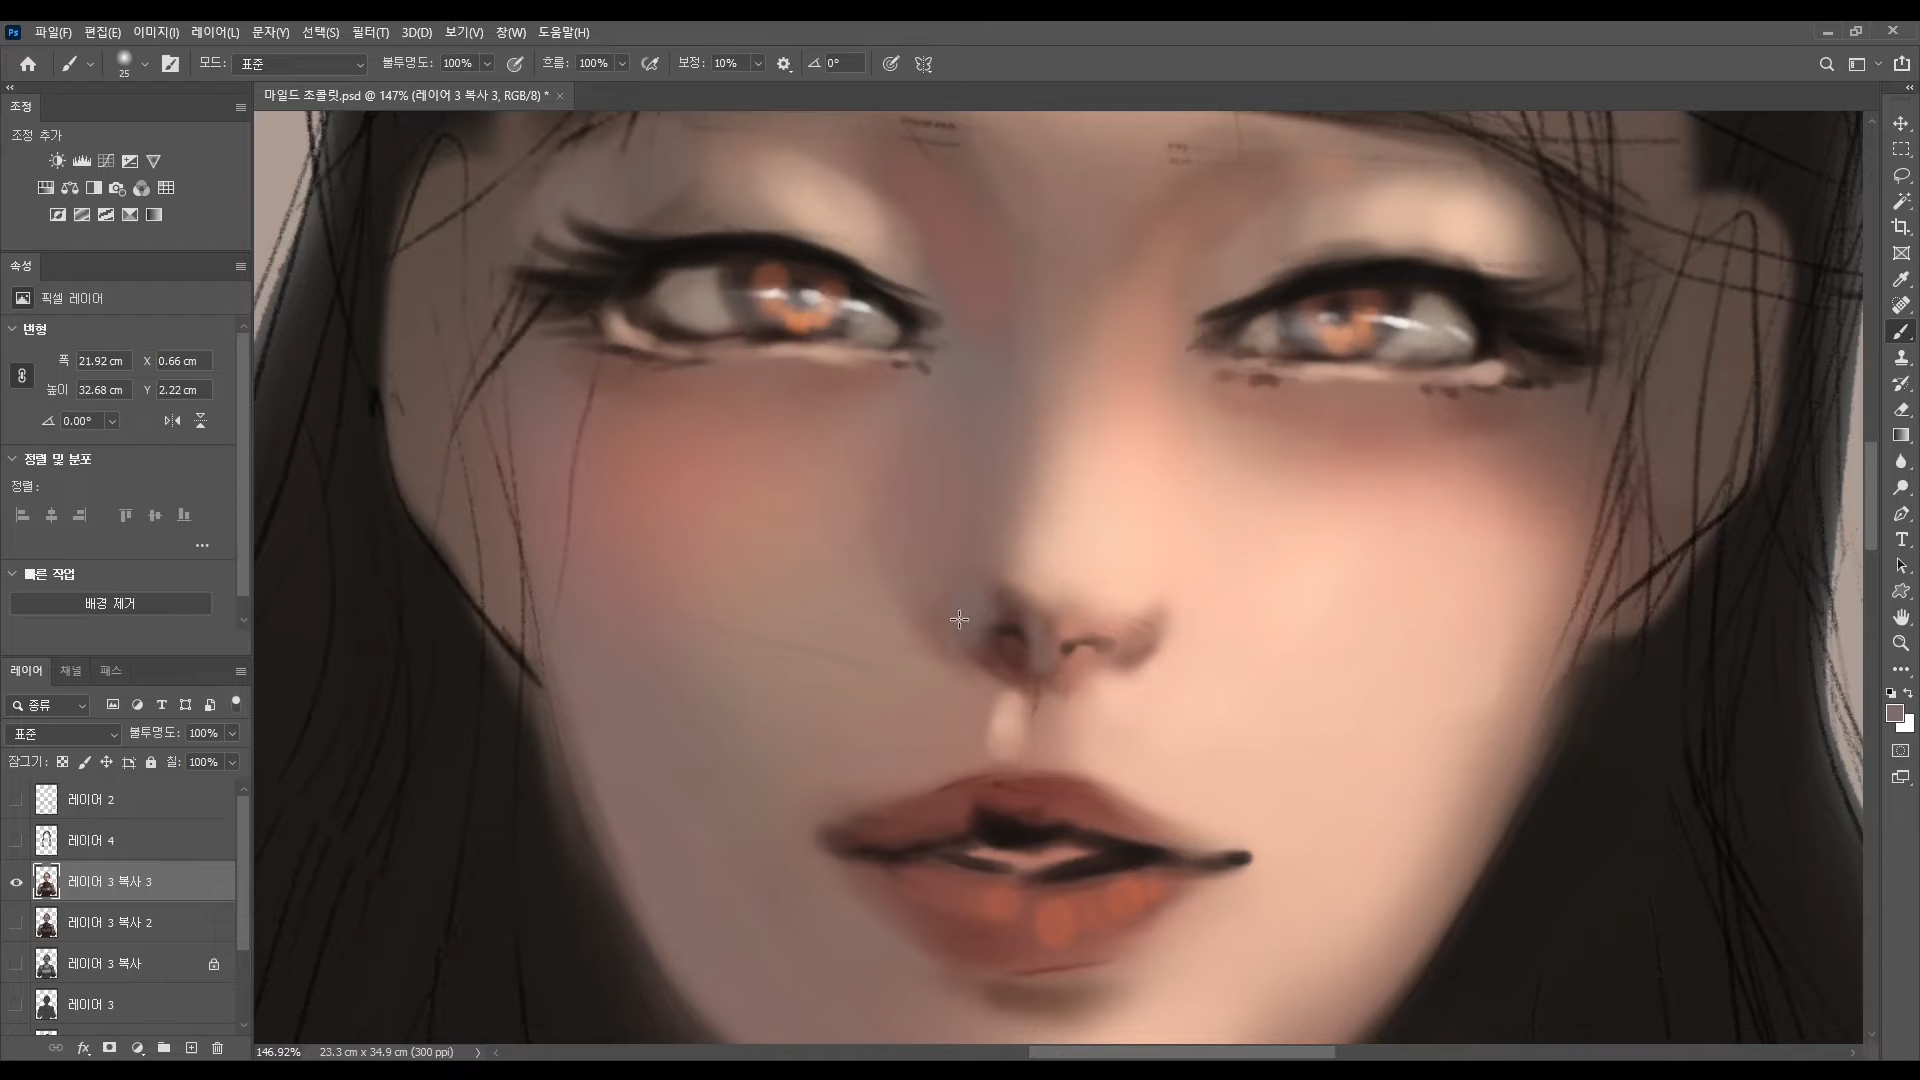 Ps 파일(F) 편집(E) 이미지(I) 레이어(L) 문자(Y) 선택(S) 필터(T) 3D(D) 보기(V) 창(W) 도움말(H)
25 모드: 표준 불투명도: 100% 흐름: 100% 보정: 10% 0°
마일드 초콜릿.psd @ 147% (레이어 3 복사 3, RGB/8) *
조정
조정 추가
속성
픽셀 레이어
변형
폭 21.92 cm X 0.66 cm
높이 32.68 cm Y 2.22 cm
0.00°
정렬 및 분포
정렬:
빠른 작업
배경 제거
레이어 채널 패스
종류
표준 불투명도: 100%
잠그기: 칠: 100%
레이어 2
레이어 4
레이어 3 복사 3
레이어 3 복사 2
레이어 3 복사
레이어 3
fx
146.92% 23.3 cm x 34.9 cm (300 ppi)